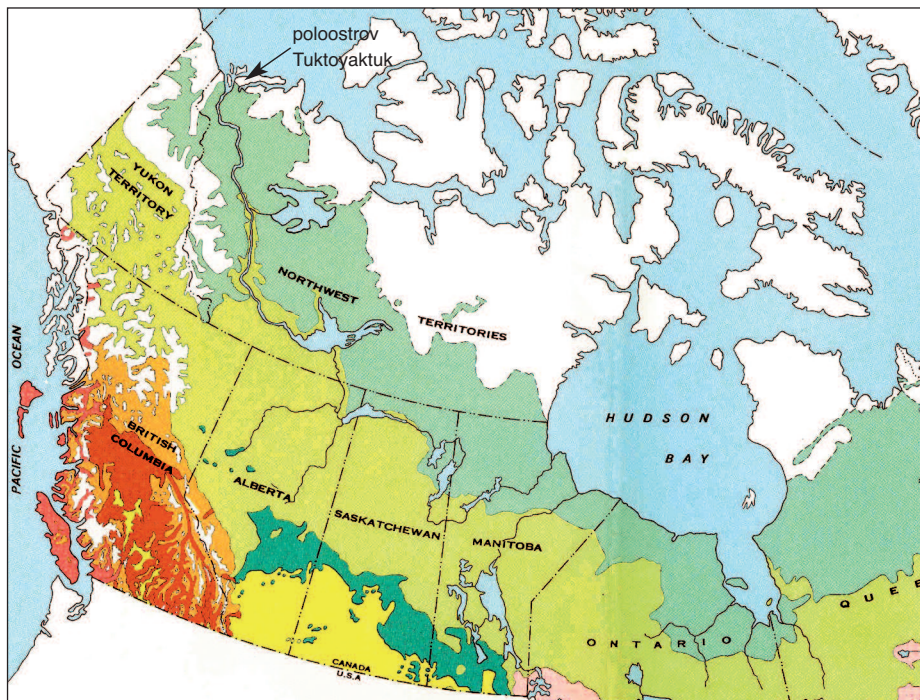 poloostrov
Tuktoyaktuk
YUKON
TERRITORY
NORTHWEST
TERRITORIES
PACIFIC OCEAN
HUDSON
BAY
BRITISH
COLUMBIA
ALBERTA
SASKATCHEWAN
MANITOBA
ONTARIO
QUE
CANADA
U.S.A